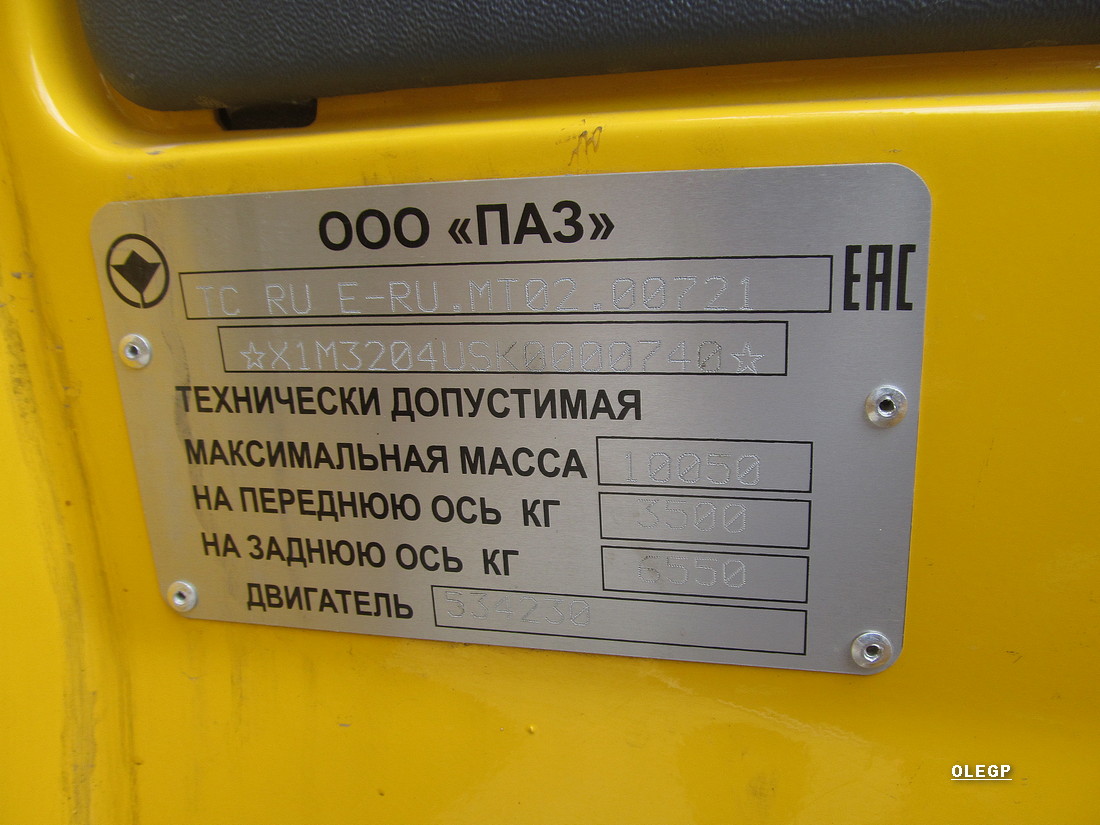 ООО «ПАЗ»
ТС RU E-RU.MT02.00721
EAC
☆X1M3204USK0000740☆
ТЕХНИЧЕСКИ ДОПУСТИМАЯ
МАКСИМАЛЬНАЯ МАССА 10050
НА ПЕРЕДНЮЮ ОСЬ КГ 3500
НА ЗАДНЮЮ ОСЬ КГ 6550
ДВИГАТЕЛЬ 534230
OLEGP